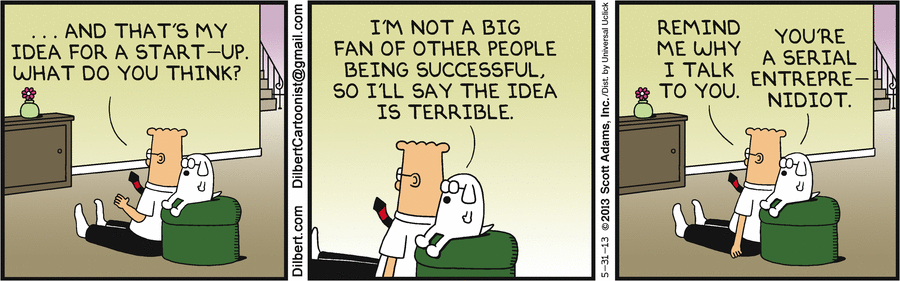 ... AND THAT'S MY
IDEA FOR A START-UP.
WHAT DO YOU THINK?
Dilbert.com DilbertCartoonist@gmail.com
I'M NOT A BIG
FAN OF OTHER PEOPLE
BEING SUCCESSFUL,
SO I'LL SAY THE IDEA
IS TERRIBLE.
5-31-13 ©2013 Scott Adams, Inc. /Dist. by Universal Uclick
REMIND
ME WHY
I TALK
TO YOU.
YOU'RE
A SERIAL
ENTREPRE-
NIDIOT.